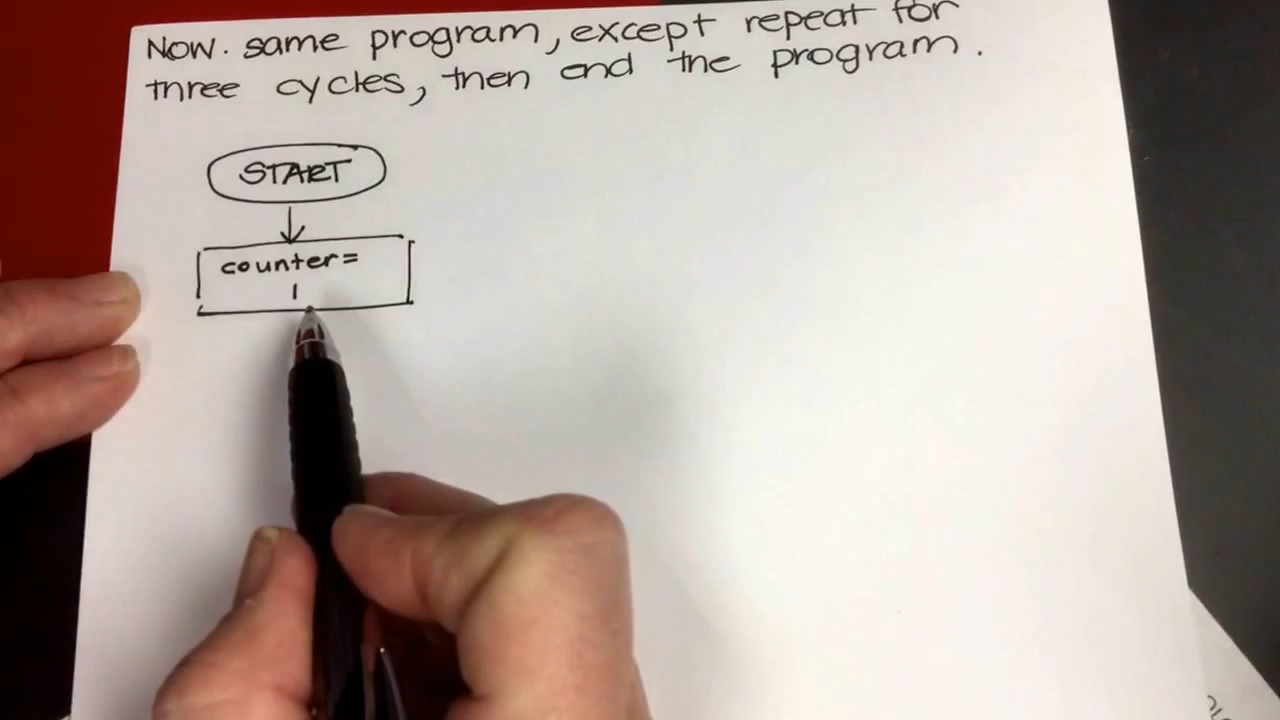 Now. same program, except repeat for
three cycles, then end the program.
START
counter=
1